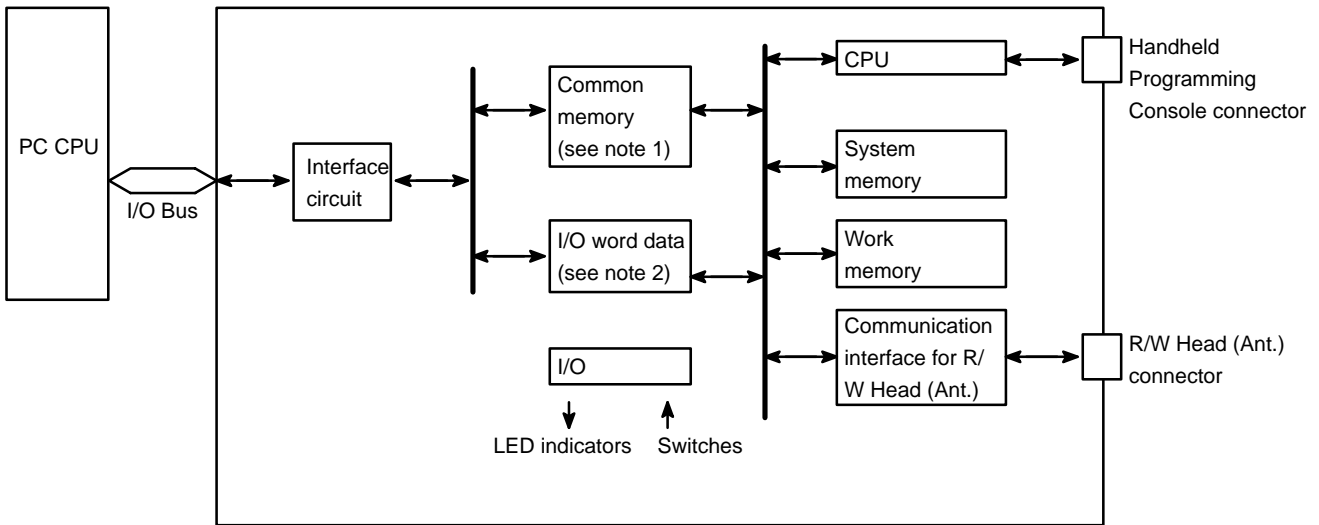 PC CPU
I/O Bus
Interface
circuit
Common
memory
(see note 1)
I/O word data
(see note 2)
I/O
LED indicators
Switches
CPU
System
memory
Work
memory
Communication
interface for R/
W Head (Ant.)
Handheld
Programming
Console connector
R/W Head (Ant.)
connector